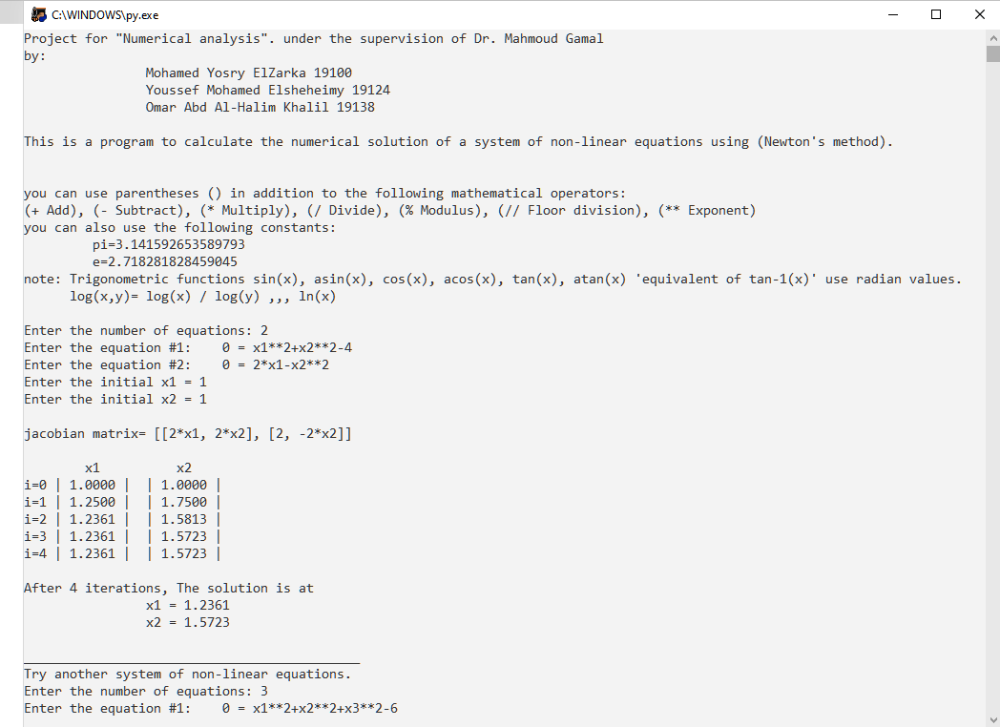 C:\WINDOWS\py.exe
Project for "Numerical analysis". under the supervision of Dr. Mahmoud Gamal
by:
Mohamed Yosry ElZarka 19100
Youssef Mohamed Elsheheimy 19124
Omar Abd Al-Halim Khalil 19138
This is a program to calculate the numerical solution of a system of non-linear equations using (Newton's method).
you can use parentheses () in addition to the following mathematical operators:
(+ Add), (- Subtract), (* Multiply), (/ Divide), (% Modulus), (// Floor division), (** Exponent)
you can also use the following constants:
pi=3.141592653589793
e=2.718281828459045
note: Trigonometric functions sin(x), asin(x), cos(x), acos(x), tan(x), atan(x) 'equivalent of tan-1(x)' use radian values.
log(x,y)= log(x) / log(y) ,,, ln(x)
Enter the number of equations: 2
Enter the equation #1:    0 = x1**2+x2**2-4
Enter the equation #2:    0 = 2*x1-x2**2
Enter the initial x1 = 1
Enter the initial x2 = 1
jacobian matrix= [[2*x1, 2*x2], [2, -2*x2]]
x1          x2
i=0 | 1.0000 |  | 1.0000 |
i=1 | 1.2500 |  | 1.7500 |
i=2 | 1.2361 |  | 1.5813 |
i=3 | 1.2361 |  | 1.5723 |
i=4 | 1.2361 |  | 1.5723 |
After 4 iterations, The solution is at
x1 = 1.2361
x2 = 1.5723
____________________________________________
Try another system of non-linear equations.
Enter the number of equations: 3
Enter the equation #1:    0 = x1**2+x2**2+x3**2-6